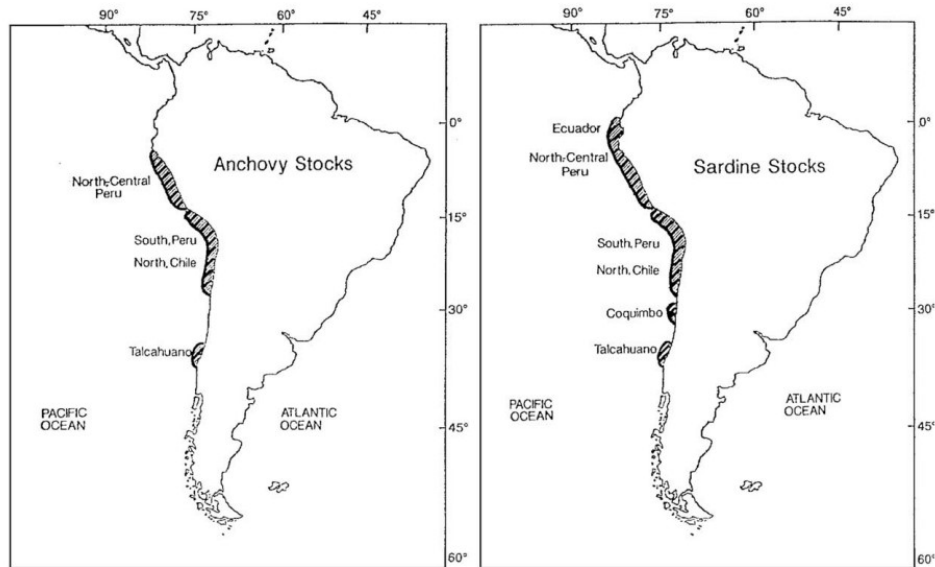 90° 75° 60° 45°
0°
Anchovy Stocks
North-Central
Peru
15°
South, Peru
North, Chile
30°
Talcahuano
PACIFIC
OCEAN
ATLANTIC
OCEAN
45°
60°
90° 75° 60° 45°
Ecuador
0°
North-Central
Peru
Sardine Stocks
15°
South, Peru
North, Chile
Coquimbo
30°
Talcahuano
PACIFIC
OCEAN
ATLANTIC
OCEAN
45°
60°